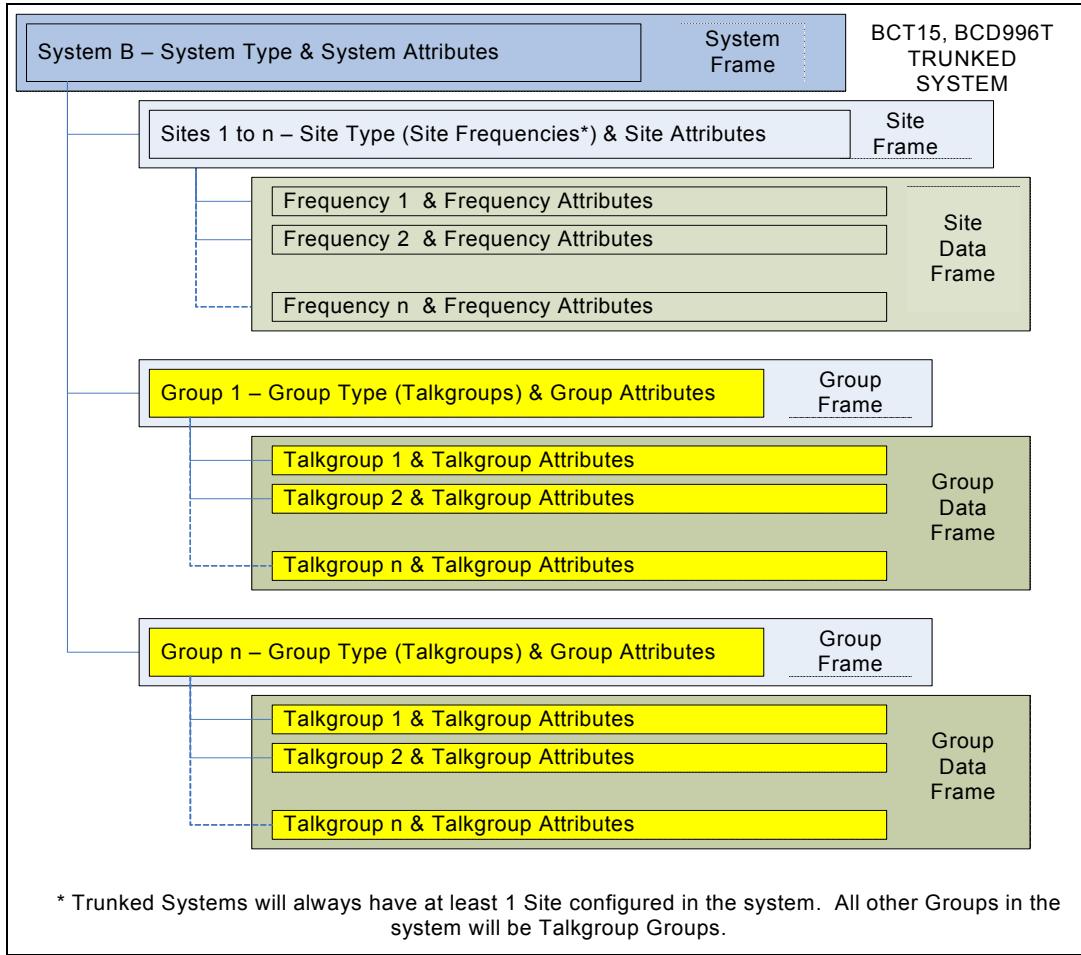 System B – System Type & System Attributes
System
Frame
BCT15, BCD996T
TRUNKED
SYSTEM
Sites 1 to n – Site Type (Site Frequencies*) & Site Attributes
Site
Frame
Frequency 1  & Frequency Attributes
Frequency 2  & Frequency Attributes
Frequency n  & Frequency Attributes
Site
Data
Frame
Group 1 – Group Type (Talkgroups) & Group Attributes
Group
Frame
Talkgroup 1 & Talkgroup Attributes
Talkgroup 2 & Talkgroup Attributes
Talkgroup n & Talkgroup Attributes
Group
Data
Frame
Group n – Group Type (Talkgroups) & Group Attributes
Group
Frame
Talkgroup 1 & Talkgroup Attributes
Talkgroup 2 & Talkgroup Attributes
Talkgroup n & Talkgroup Attributes
Group
Data
Frame
* Trunked Systems will always have at least 1 Site configured in the system.  All other Groups in the
system will be Talkgroup Groups.